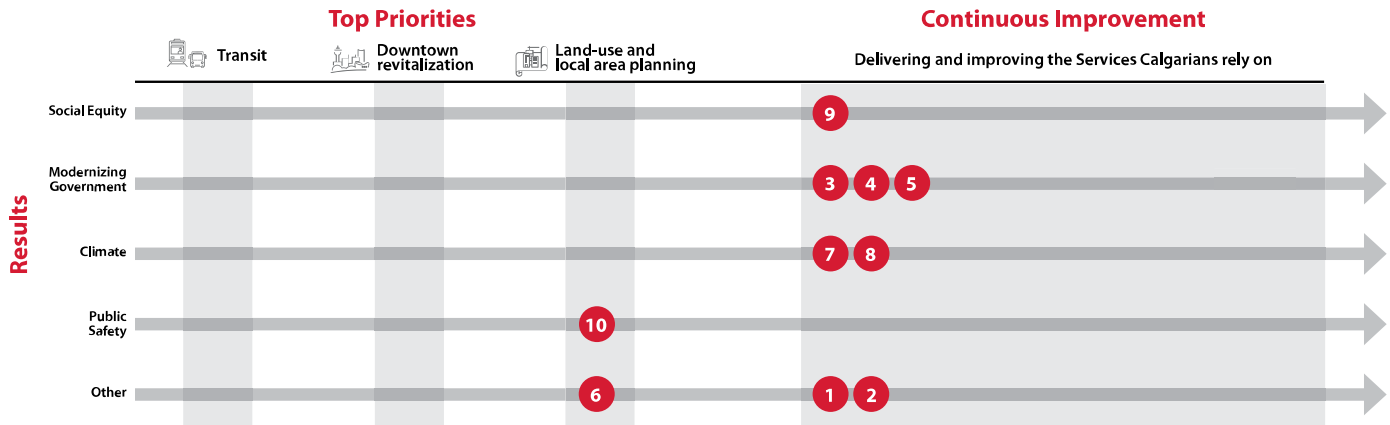 Top Priorities
Continuous Improvement
Transit
Downtown
revitalization
Land-use and
local area planning
Delivering and improving the Services Calgarians rely on
Results
Social Equity
9
Modernizing
Government
3 4 5
Climate
7 8
Public
Safety
10
Other
6 1 2